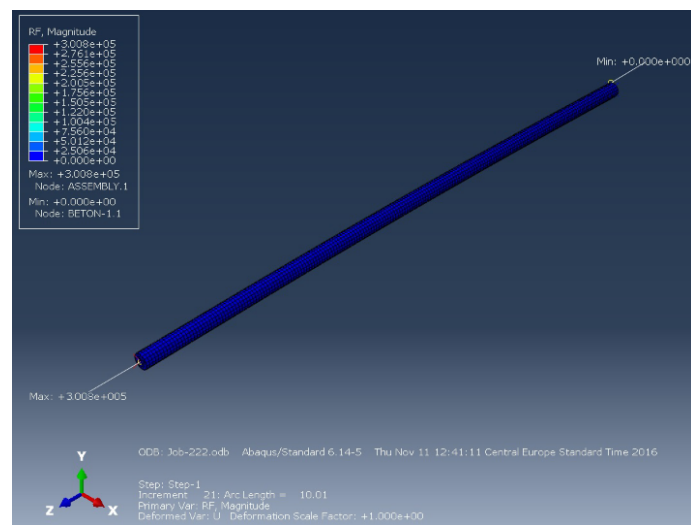 RF, Magnitude
+3.008e+05
+2.761e+05
+2.556e+05
+2.256e+05
+2.005e+05
+1.756e+05
+1.505e+05
+1.220e+05
+1.004e+05
+7.560e+04
+5.012e+04
+2.506e+04
+0.000e+00
Max: +3.008e+05
Node: ASSEMBLY.1
Min: +0.000e+00
Node: BETON-1.1
Min: +0.000e+000
Max: +3.008e+005
ODB: Job-222.odb Abaqus/Standard 6.14-5 Thu Nov 11 12:41:11 Central Europe Standard Time 2016
Y
Z
X
Step: Step-1
Increment 21: Arc Length = 10.01
Primary Var: RF, Magnitude
Deformed Var: U Deformation Scale Factor: +1.000e+00